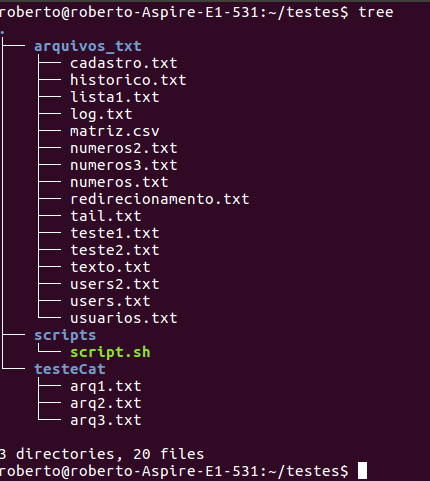 roberto@roberto-Aspire-E1-531:~/testes$ tree
.
├── arquivos_txt
│   ├── cadastro.txt
│   ├── historico.txt
│   ├── lista1.txt
│   ├── log.txt
│   ├── matriz.csv
│   ├── numeros2.txt
│   ├── numeros3.txt
│   ├── numeros.txt
│   ├── redirecionamento.txt
│   ├── tail.txt
│   ├── teste1.txt
│   ├── teste2.txt
│   ├── texto.txt
│   ├── users2.txt
│   ├── users.txt
│   └── usuarios.txt
├── scripts
│   └── script.sh
└── testeCat
    ├── arq1.txt
    ├── arq2.txt
    └── arq3.txt
3 directories, 20 files
roberto@roberto-Aspire-E1-531:~/testes$